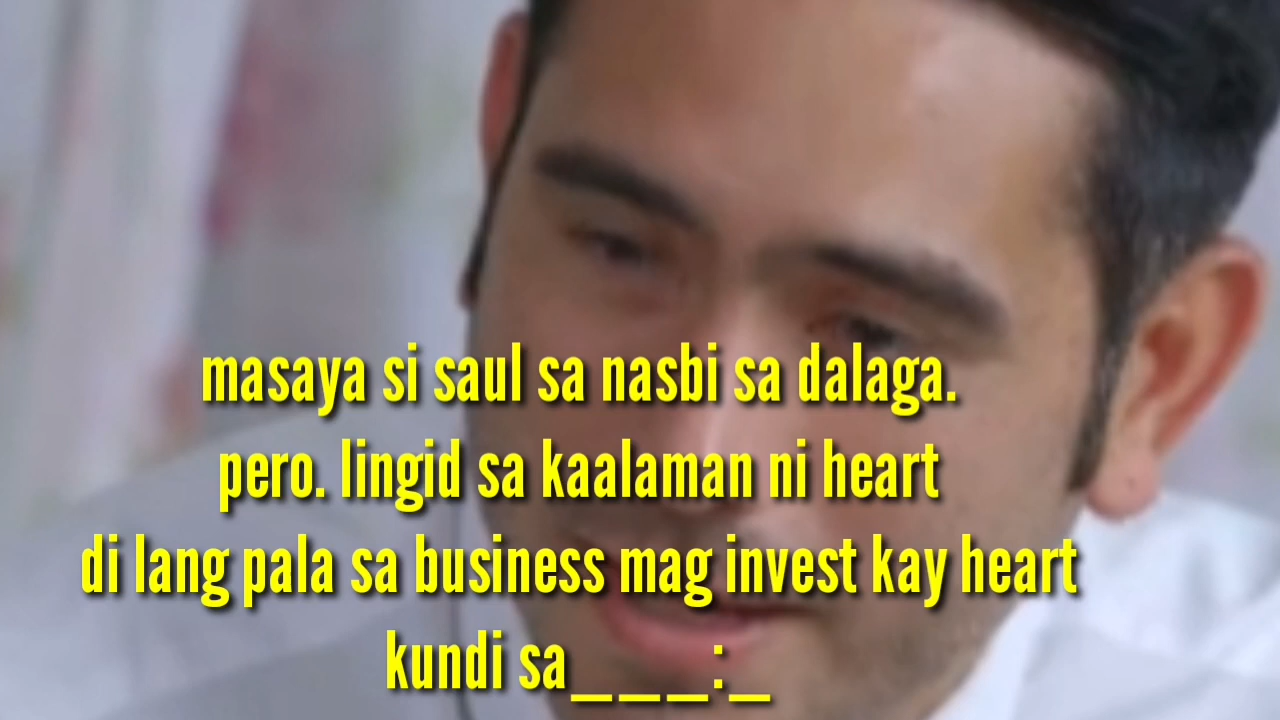 masaya si saul sa nasbi sa dalaga.
pero. lingid sa kaalaman ni heart
di lang pala sa business mag invest kay heart
kundi sa___:_